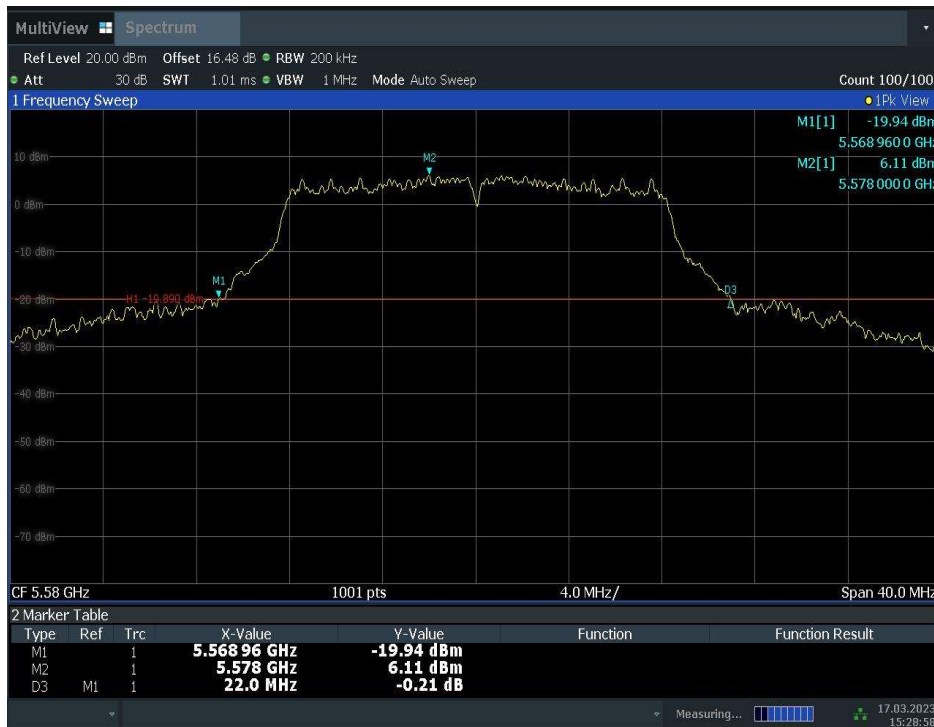 MultiView Spectrum
Ref Level 20.00 dBm Offset 16.48 dB RBW 200 kHz
Att 30 dB SWT 1.01 ms VBW 1 MHz Mode Auto Sweep Count 100/100
1 Frequency Sweep 1Pk View
M1[1] -19.94 dBm
5.568 960 0 GHz
M2[1] 6.11 dBm
5.578 000 0 GHz
10 dBm
M2
0 dBm
-10 dBm
M1
-20 dBm H1 -19.890 dBm D3
-30 dBm
-40 dBm
-50 dBm
-60 dBm
-70 dBm
CF 5.58 GHz 1001 pts 4.0 MHz/ Span 40.0 MHz
2 Marker Table
Type Ref Trc X-Value Y-Value Function Function Result
M1 1 5.568 96 GHz -19.94 dBm
M2 1 5.578 GHz 6.11 dBm
D3 M1 1 22.0 MHz -0.21 dB
Measuring... 17.03.2023
15:28:50